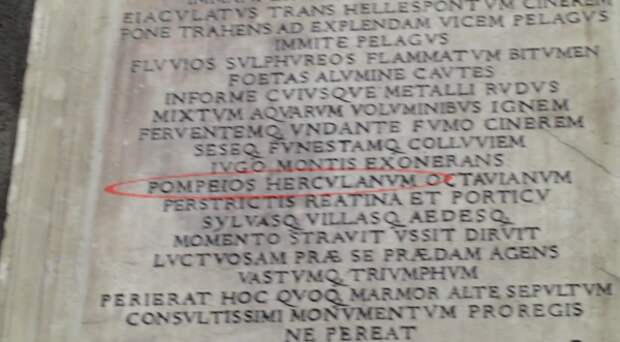 EIACVLATVS TRANS HELLESPONTVM CINEREM
PONE TRAHENS AD EXPLENDAM VICEM PELAGVS
IMMITE PELAGVS
FLVVIOS SVLPHVREOS FLAMMATVM BITVMEN
FOETAS ALVMINE CAVTES
INFORME CVIVSQVE METALLI RVDVS
MIXTVM AQVARVM VOLVMINIBVS IGNEM
FERVENTEMQ VNDANTE FVMO CINEREM
SESEQ FVNESTAMQ COLLVVIEM
IVGO MONTIS EXONERANS
POMPEIOS HERCVLANVM OCTAVIANVM
PERSTRICTIS REATINA ET PORTICV
SYLVASQ VILLASQ AEDESQ
MOMENTO STRAVIT VSSIT DIRVIT
LVCTVOSAM PRÆ SE PRÆDAM AGENS
VASTVMQ TRIVMPHVM
PERIERAT HOC QVOQ MARMOR ALTE SEPVLTVM
CONSVLTISSIMI MONVMENTVM PROREGIS
NE PEREAT